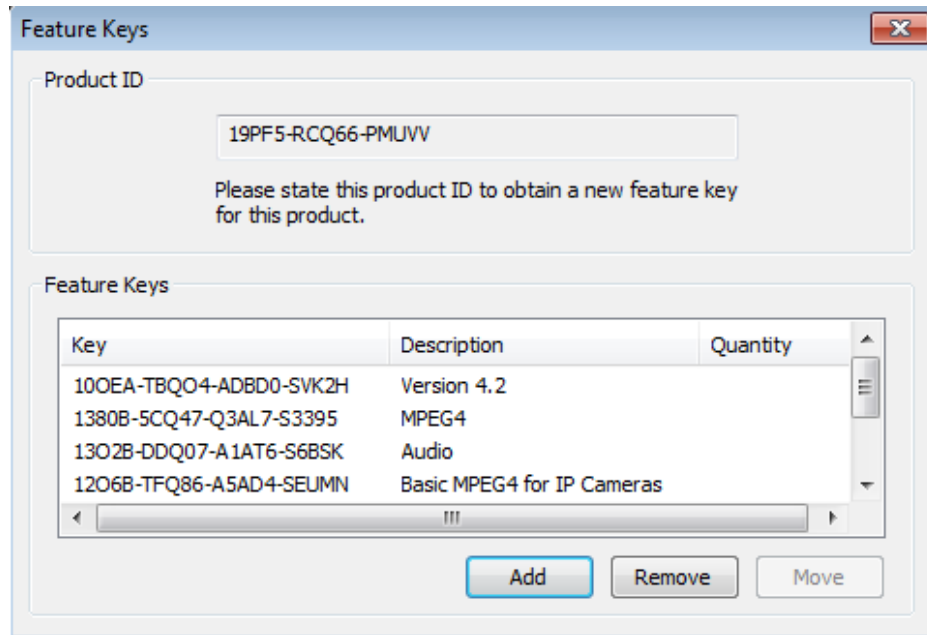 Feature Keys
Product ID
19PF5-RCQ66-PMUVV
Please state this product ID to obtain a new feature key
for this product.
Feature Keys
Key Description Quantity
10OEA-TBQO4-ADBD0-SVK2H Version 4.2
1380B-5CQ47-Q3AL7-S3395 MPEG4
13O2B-DDQ07-A1AT6-S6BSK Audio
12O6B-TFQ86-A5AD4-SEUMN Basic MPEG4 for IP Cameras
Add Remove Move